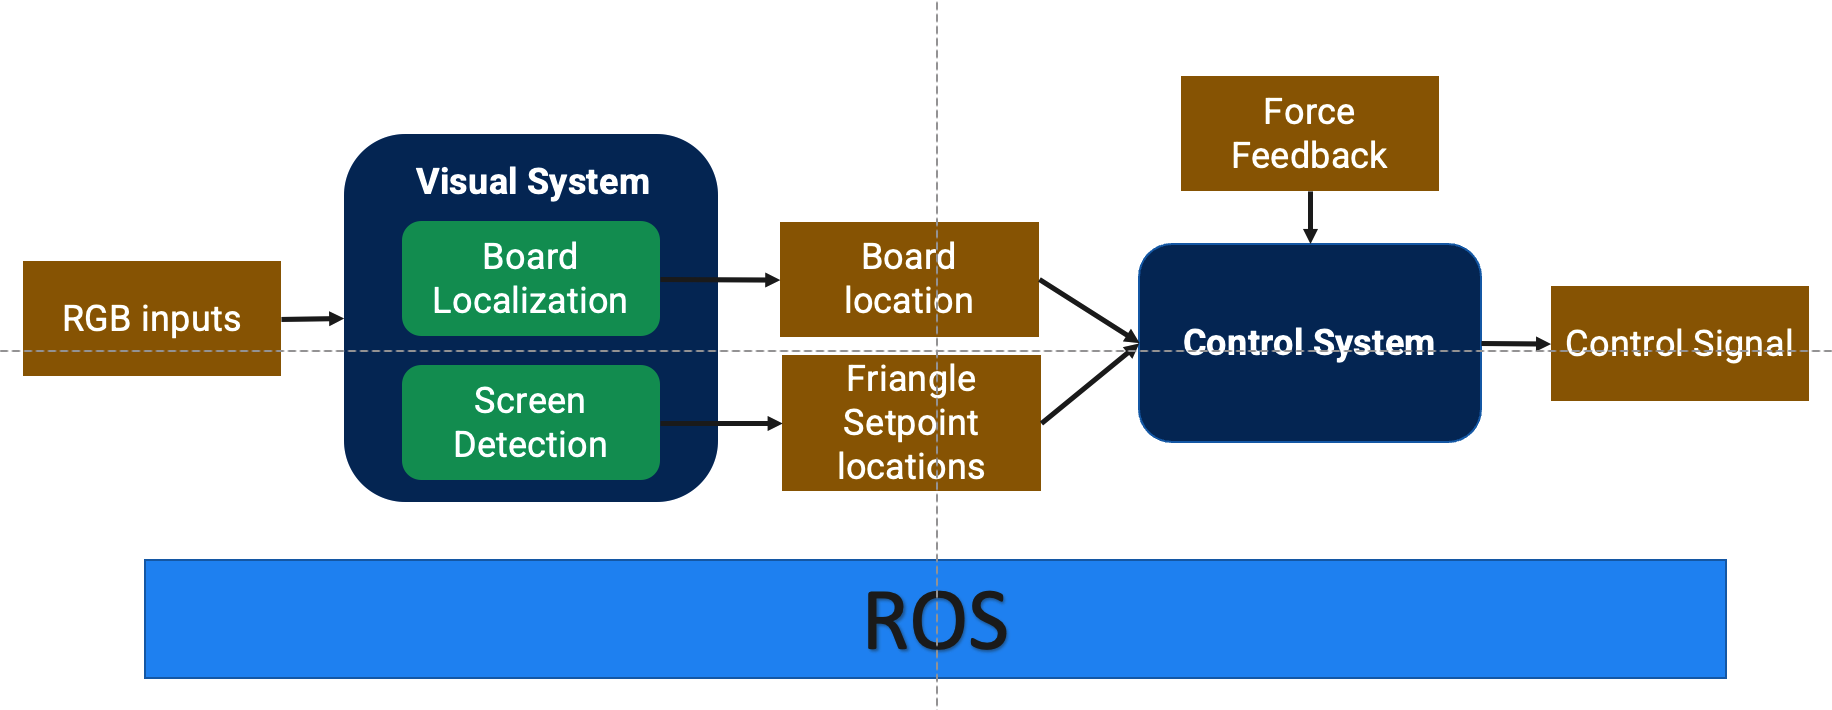 RGB inputs
Visual System
Board
Localization
Screen
Detection
Board
location
Friangle
Setpoint
locations
Force
Feedback
Control System
Control Signal
ROS